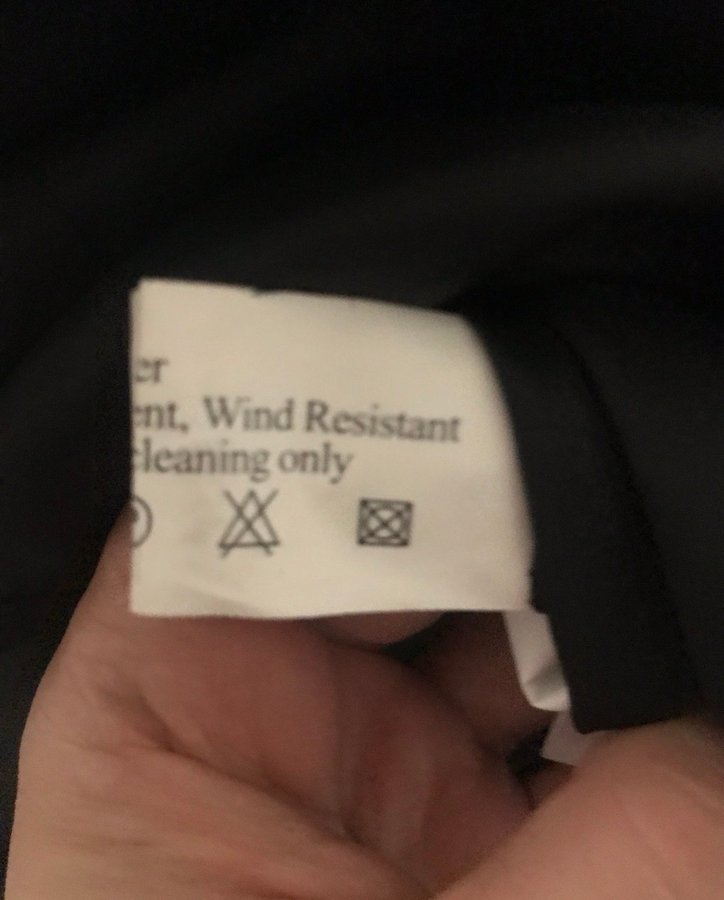 er
ent, Wind Resistant
cleaning only